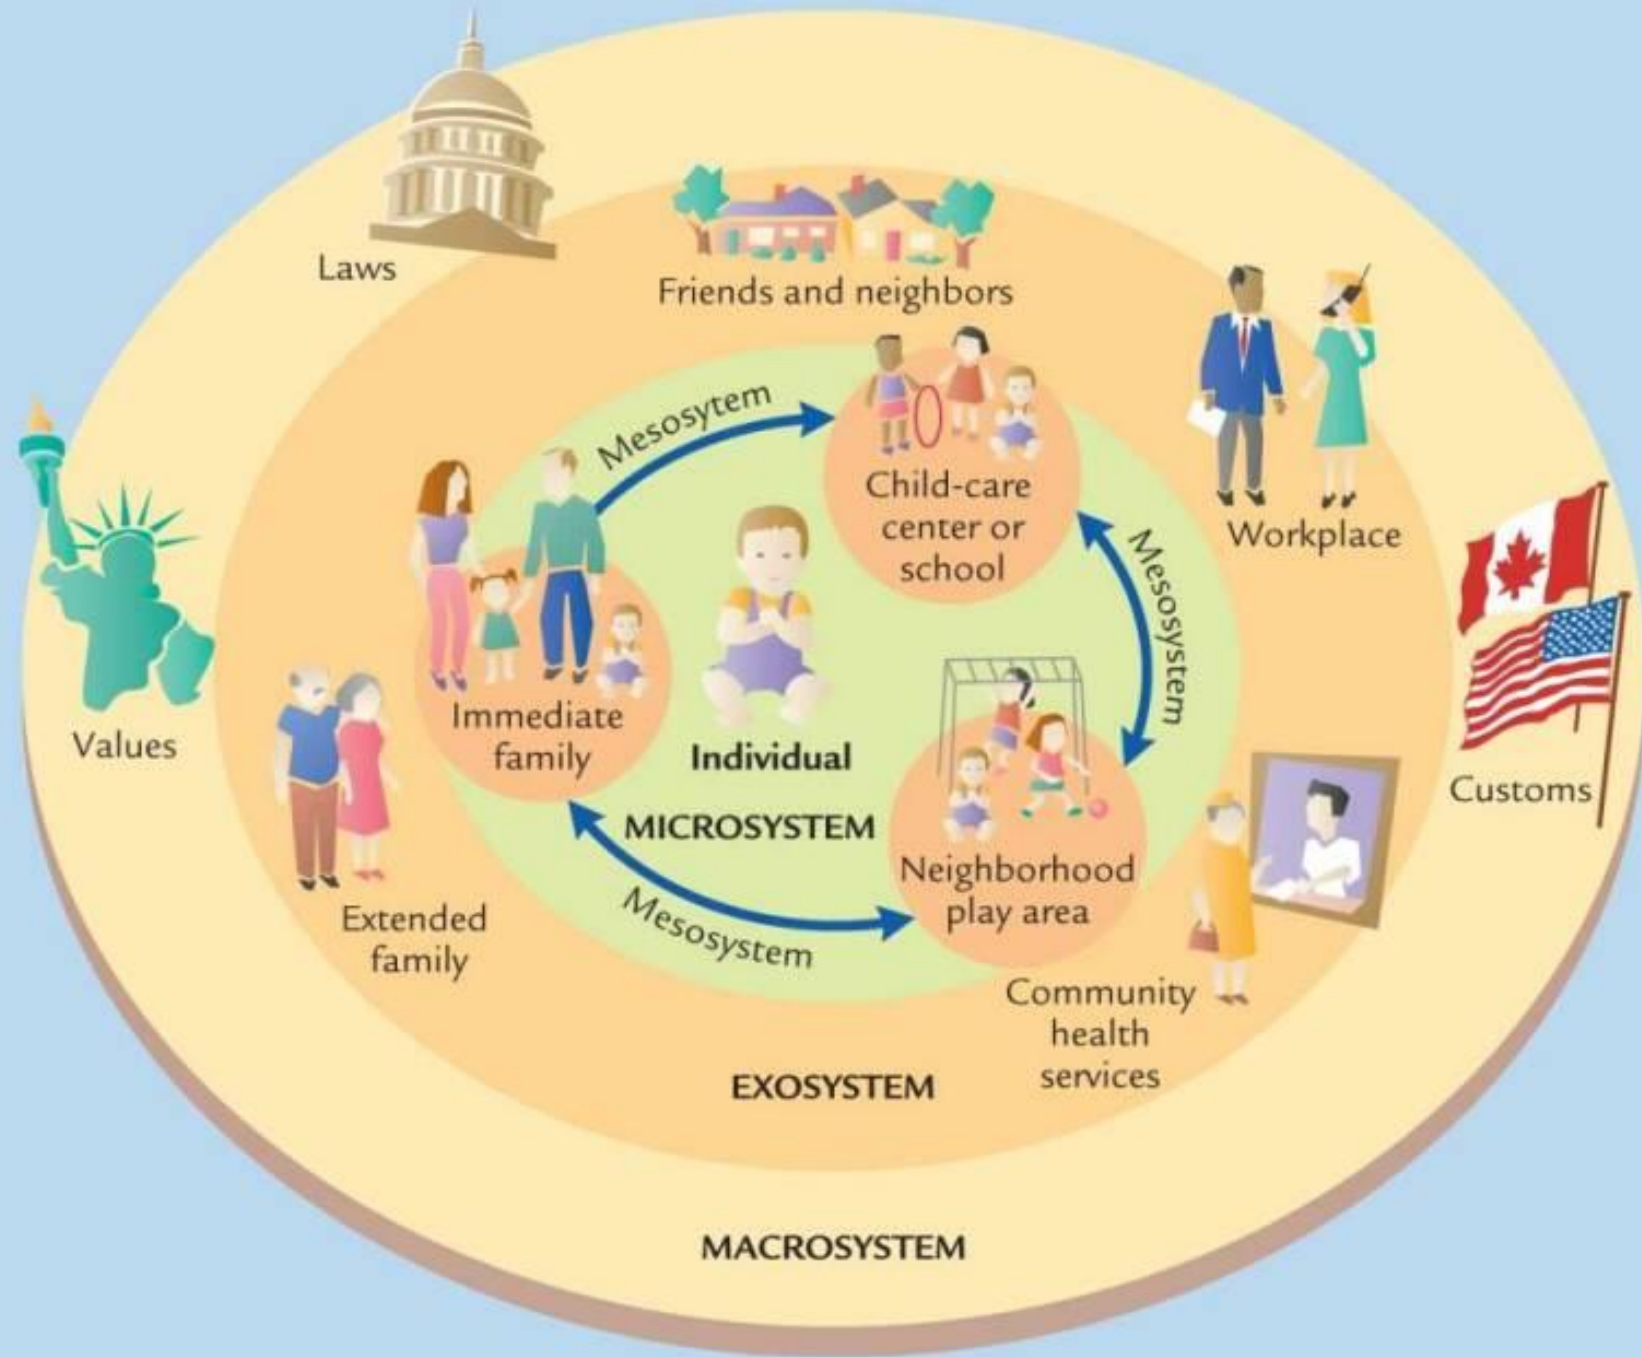 Laws
Friends and neighbors
Mesosytem
Child-care
center or
school
Workplace
Mesosystem
Values
Immediate
family
Individual
MICROSYSTEM
Customs
Neighborhood
play area
Mesosystem
Extended
family
Community
health
services
EXOSYSTEM
MACROSYSTEM